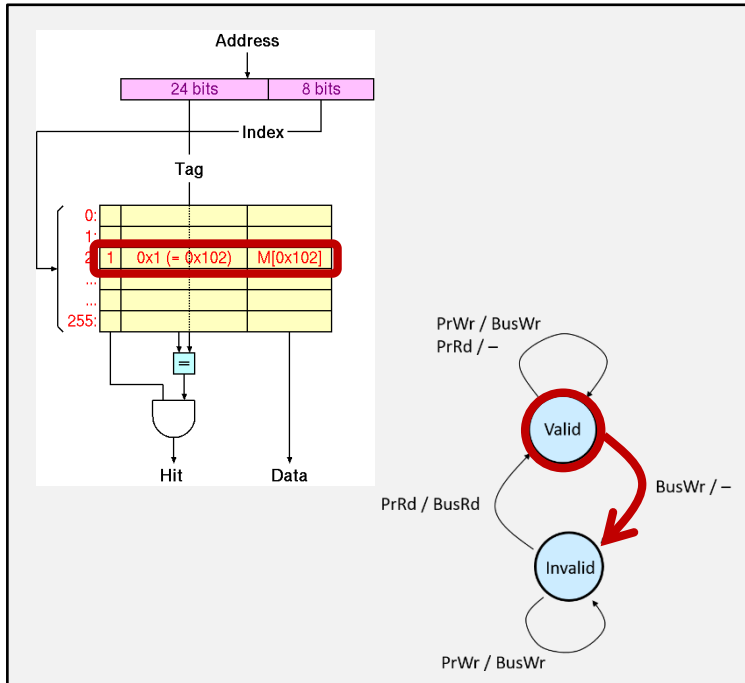 Address
24 bits 8 bits
Index
Tag
0:
1:
2 1 0x1 (= 0x102) M[0x102]
...
...
255:
=
Hit Data
PrWr / BusWr
PrRd / –
Valid
BusWr / –
PrRd / BusRd
Invalid
PrWr / BusWr